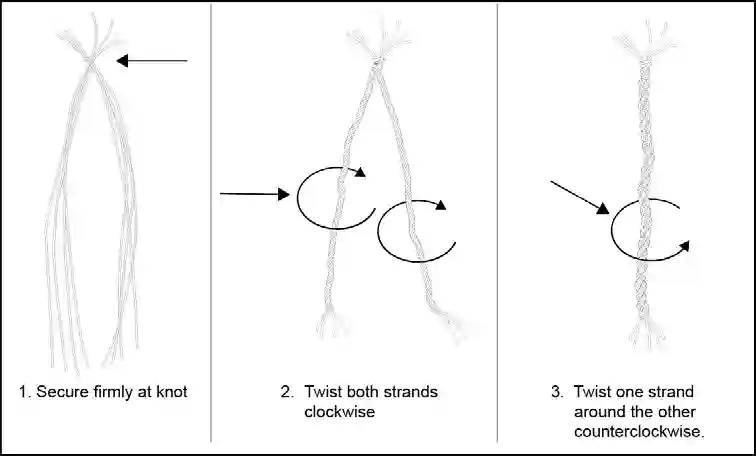 1. Secure firmly at knot
2. Twist both strands
clockwise
3. Twist one strand
around the other
counterclockwise.